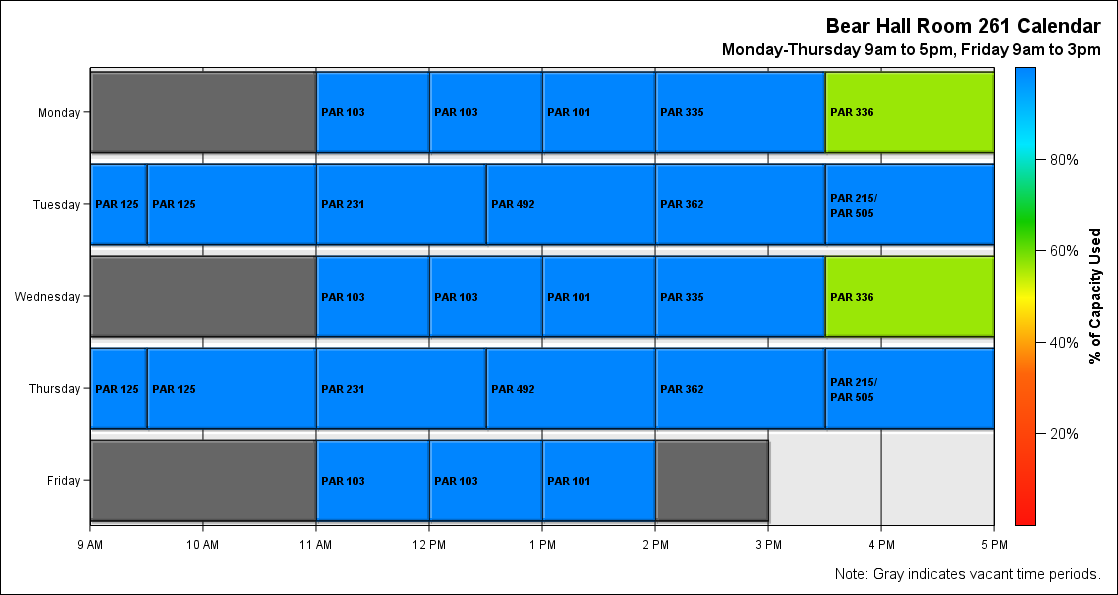 Bear Hall Room 261 Calendar
Monday-Thursday 9am to 5pm, Friday 9am to 3pm
Monday
PAR 103
PAR 103
PAR 101
PAR 335
PAR 336
Tuesday
PAR 125
PAR 125
PAR 231
PAR 492
PAR 362
PAR 215/
PAR 505
Wednesday
PAR 103
PAR 103
PAR 101
PAR 335
PAR 336
Thursday
PAR 125
PAR 125
PAR 231
PAR 492
PAR 362
PAR 215/
PAR 505
Friday
PAR 103
PAR 103
PAR 101
9 AM
10 AM
11 AM
12 PM
1 PM
2 PM
3 PM
4 PM
5 PM
80%
60%
40%
20%
% of Capacity Used
Note: Gray indicates vacant time periods.